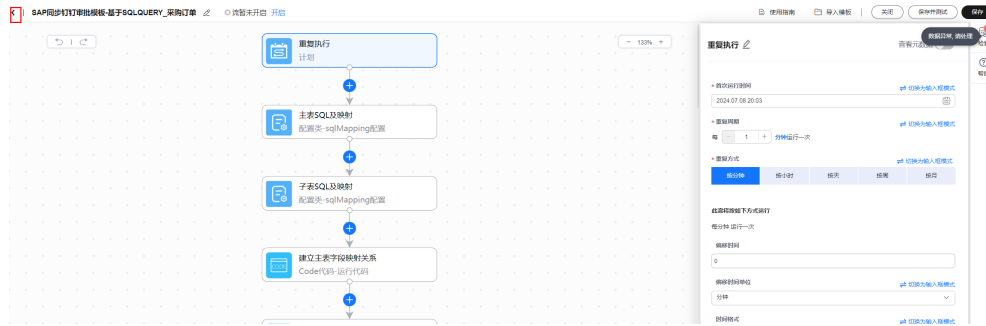 SAP同步钉钉审批模板-基于SQLQUERY_采购订单
流暂未开启 开启
使用指南
导入模板
关闭
保存并测试
保存
数据异常, 请处理
133%
重复执行
计划
主表SQL及映射
配置类-sqlMapping配置
子表SQL及映射
配置类-sqlMapping配置
建立主表字段映射关系
Code代码-运行代码
重复执行
查看元数据
* 首次运行时间
切换为输入框模式
2024.07.08 20:03
* 重复周期
切换为输入框模式
每 - 1 + 分钟运行一次
* 重复方式
切换为输入框模式
按分钟 按小时 按天 按周 按月
此流将按如下方式运行
每分钟 运行一次
偏移时间
0
偏移时间单位
切换为输入框模式
分钟
时间格式
切换为输入框模式